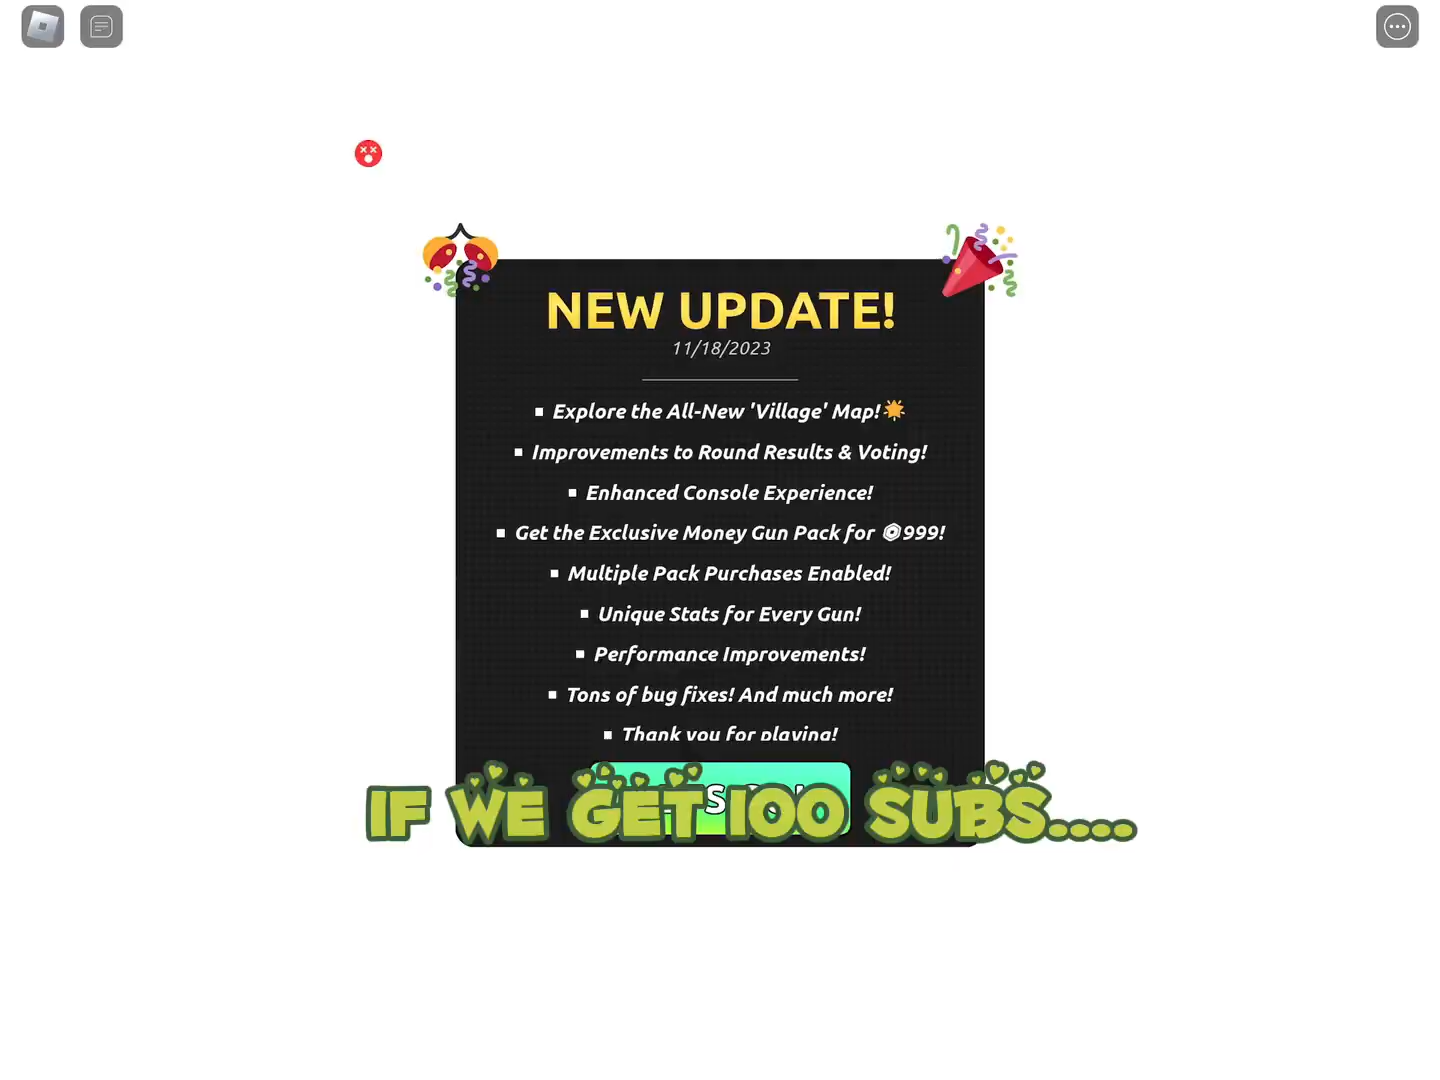 NEW UPDATE!
11/18/2023
▪ Explore the All-New 'Village' Map!
▪ Improvements to Round Results & Voting!
▪ Enhanced Console Experience!
▪ Get the Exclusive Money Gun Pack for 999!
▪ Multiple Pack Purchases Enabled!
▪ Unique Stats for Every Gun!
▪ Performance Improvements!
▪ Tons of bug fixes! And much more!
▪ Thank you for playing!
IF WE GET 100 SUBS....